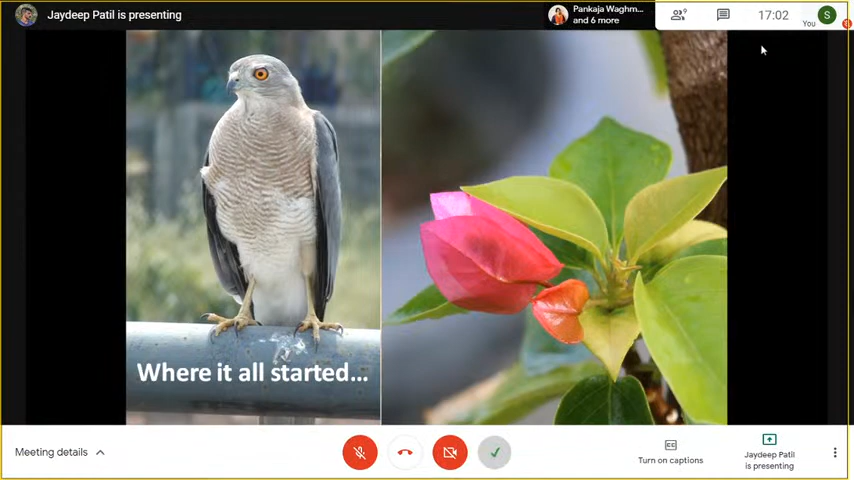 Jaydeep Patil is presenting
Pankaja Waghm...
and 6 more
17:02
You
S
Where it all started...
Meeting details
Turn on captions
Jaydeep Patil
is presenting